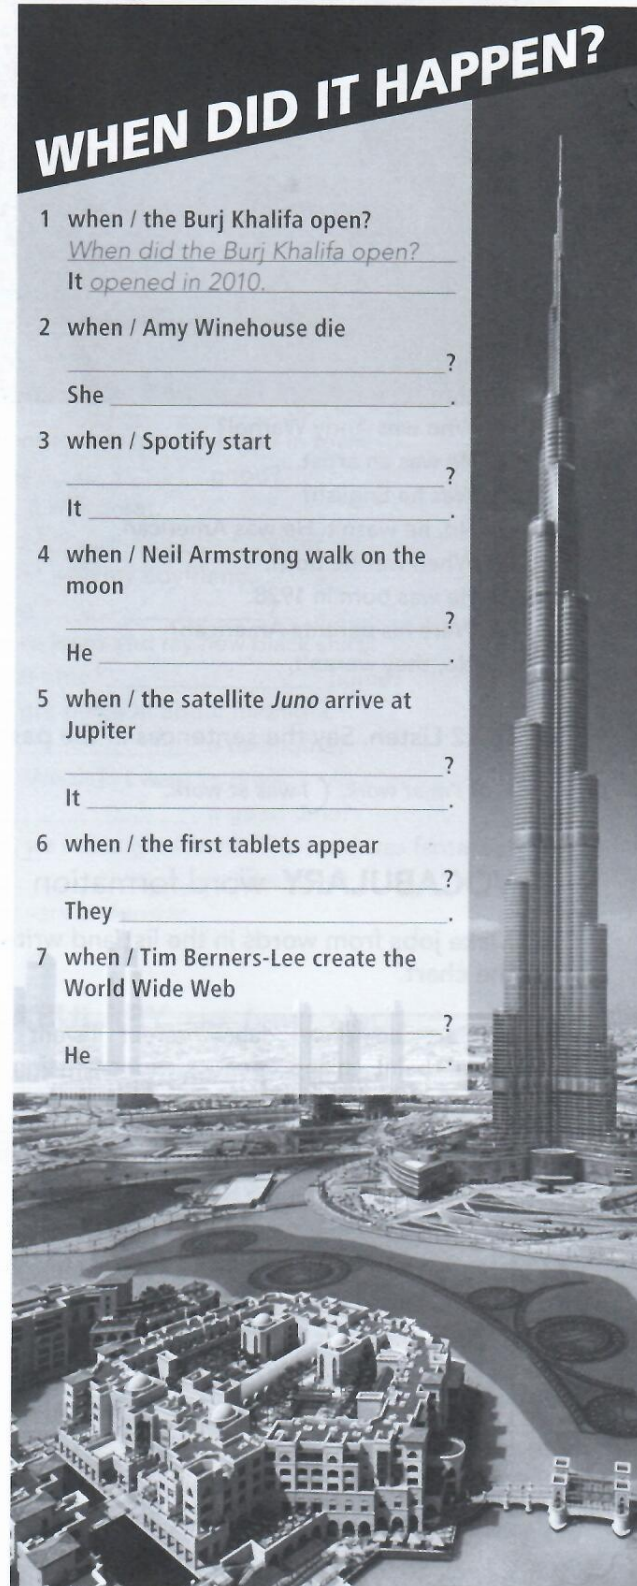 WHEN DID IT HAPPEN?
1 when / the Burj Khalifa open?
When did the Burj Khalifa open?
It opened in 2010.
2 when / Amy Winehouse die
?
She .
3 when / Spotify start
?
It .
4 when / Neil Armstrong walk on the
moon
?
He .
5 when / the satellite Juno arrive at
Jupiter
?
It .
6 when / the first tablets appear
?
They .
7 when / Tim Berners-Lee create the
World Wide Web
?
He .